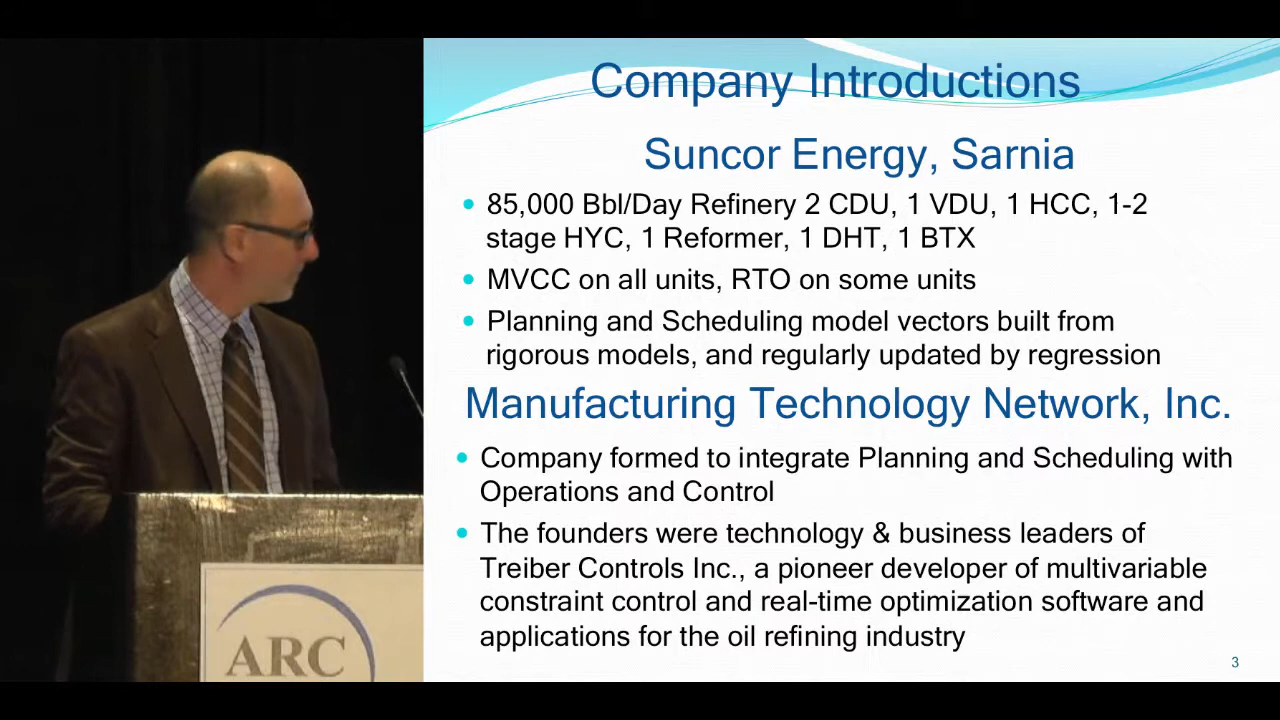 Company Introductions
Suncor Energy, Sarnia
• 85,000 Bbl/Day Refinery 2 CDU, 1 VDU, 1 HCC, 1-2
stage HYC, 1 Reformer, 1 DHT, 1 BTX
• MVCC on all units, RTO on some units
• Planning and Scheduling model vectors built from
rigorous models, and regularly updated by regression
Manufacturing Technology Network, Inc.
• Company formed to integrate Planning and Scheduling with
Operations and Control
• The founders were technology & business leaders of
Treiber Controls Inc., a pioneer developer of multivariable
constraint control and real-time optimization software and
applications for the oil refining industry
3
ARC